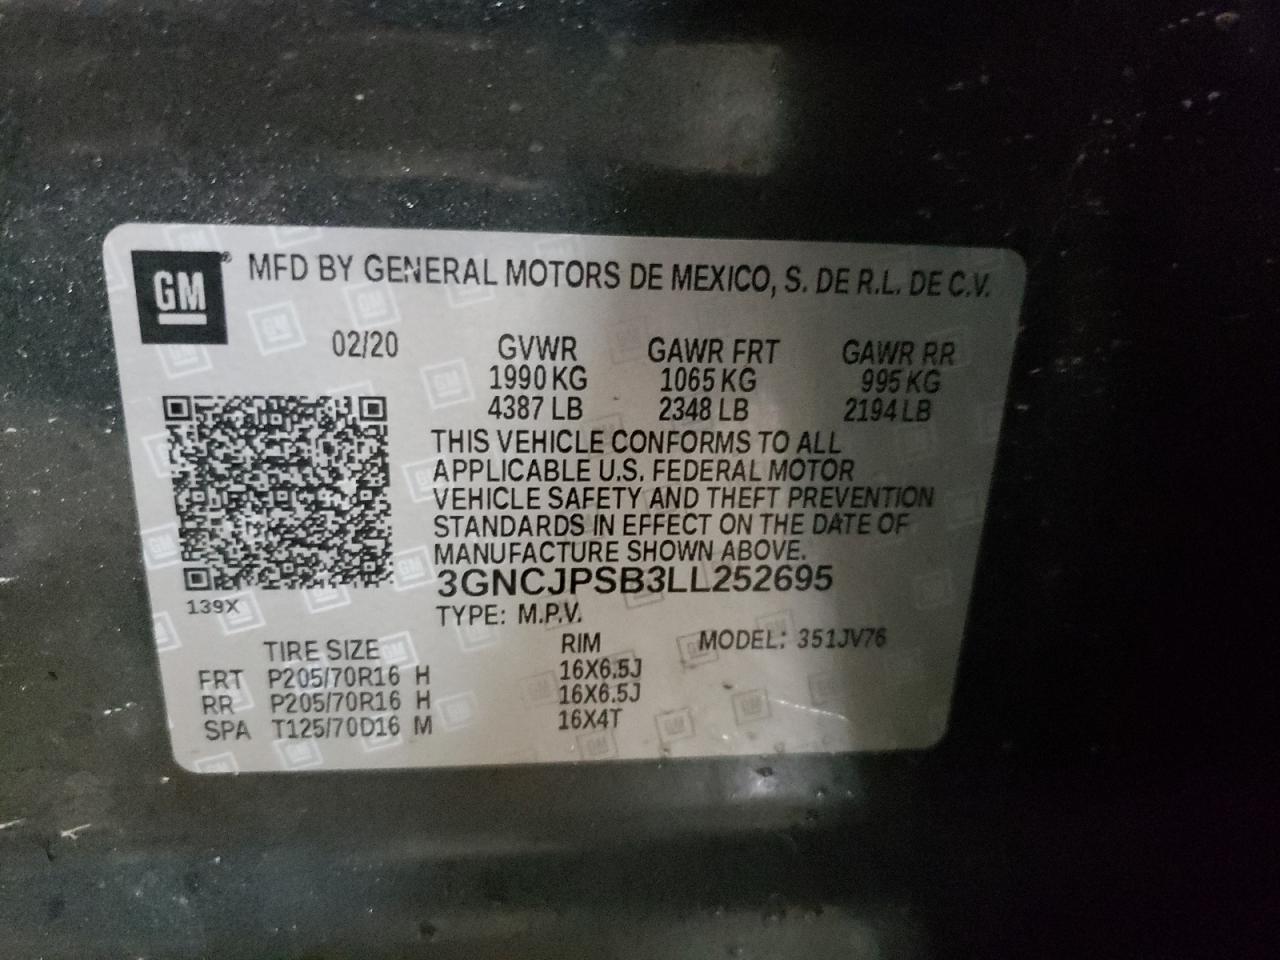 GM ® MFD BY GENERAL MOTORS DE MEXICO, S. DE R.L. DE C.V.
02/20 GVWR GAWR FRT GAWR RR
1990 KG 1065 KG 995 KG
4387 LB 2348 LB 2194 LB
THIS VEHICLE CONFORMS TO ALL
APPLICABLE U.S. FEDERAL MOTOR
VEHICLE SAFETY AND THEFT PREVENTION
STANDARDS IN EFFECT ON THE DATE OF
MANUFACTURE SHOWN ABOVE.
3GNCJPSB3LL252695
139X
TYPE: M.P.V.
TIRE SIZE RIM MODEL: 351JV76
FRT P205/70R16 H 16X6.5J
RR P205/70R16 H 16X6.5J
SPA T125/70D16 M 16X4T